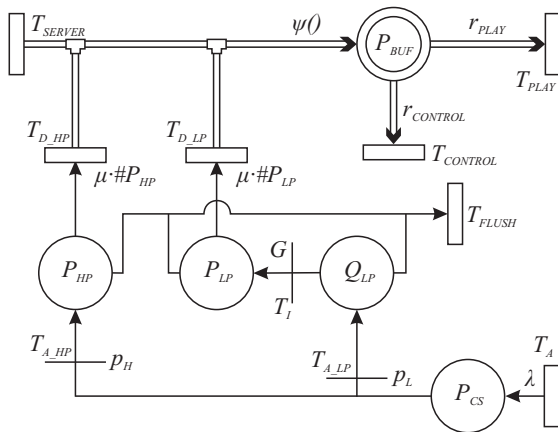 T_SERVER
ψ()
P_BUF
r_PLAY
T_PLAY
r_CONTROL
T_D_HP
T_D_LP
T_CONTROL
μ·#P_HP
μ·#P_LP
T_FLUSH
P_HP
P_LP
G
T_I
Q_LP
T_A_HP
p_H
T_A_LP
p_L
P_CS
λ
T_A